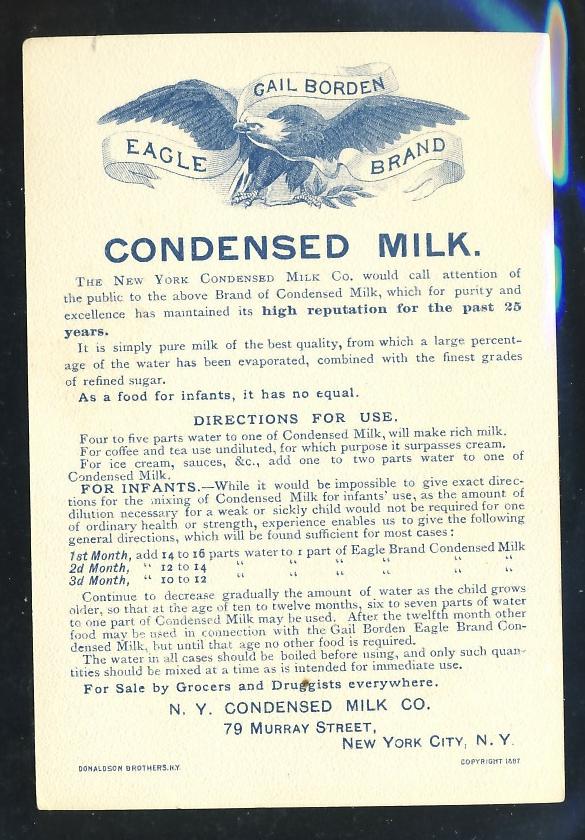 GAIL BORDEN
EAGLE BRAND
CONDENSED MILK.
THE NEW YORK CONDENSED MILK CO. would call attention of
the public to the above Brand of Condensed Milk, which for purity and
excellence has maintained its high reputation for the past 25
years.
It is simply pure milk of the best quality, from which a large percent-
age of the water has been evaporated, combined with the finest grades
of refined sugar.
As a food for infants, it has no equal.
DIRECTIONS FOR USE.
Four to five parts water to one of Condensed Milk, will make rich milk.
For coffee and tea use undiluted, for which purpose it surpasses cream.
For ice cream, sauces, &c., add one to two parts water to one of
Condensed Milk.
FOR INFANTS.—While it would be impossible to give exact direc-
tions for the mixing of Condensed Milk for infants' use, as the amount of
dilution necessary for a weak or sickly child would not be required for one
of ordinary health or strength, experience enables us to give the following
general directions, which will be found sufficient for most cases:
1st Month, add 14 to 16 parts water to 1 part of Eagle Brand Condensed Milk
2d Month, " 12 to 14 " " " " "
3d Month, " 10 to 12 " " " " "
Continue to decrease gradually the amount of water as the child grows
older, so that at the age of ten to twelve months, six to seven parts of water
to one part of Condensed Milk may be used. After the twelfth month other
food may be used in connection with the Gail Borden Eagle Brand Con-
densed Milk, but until that age no other food is required.
The water in all cases should be boiled before using, and only such quan-
tities should be mixed at a time as is intended for immediate use.
For Sale by Grocers and Druggists everywhere.
N. Y. CONDENSED MILK CO.
79 MURRAY STREET,
NEW YORK CITY, N. Y.
DONALDSON BROTHERS, N.Y. COPYRIGHT 1887